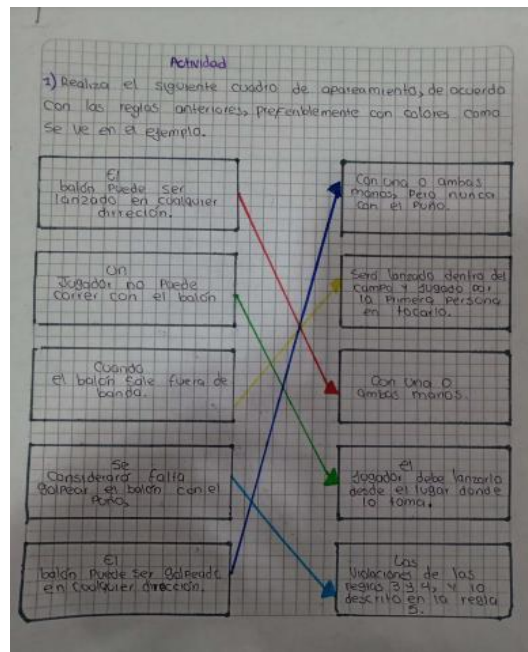 Actividad
1) Realiza el siguiente cuadro de apareamiento, de acuerdo
con las reglas anteriores, preferiblemente con colores como
se ve en el ejemplo.
El
balón Puede ser
lanzado en cualquier
dirreción.
Un
Jugador no Puede
correr con el balón
Cuando
el balón sale fuera de
banda.
Se
Considerará falta
golpear el balón con el
Puño,
El
balón Puede ser golpeado
en cualquier dirección.
Con una o ambas
manos, Pero nunca
con el Puño.
Será lanzado dentro del
campo y jugado por
la Primera Persona
en tocarlo.
Con una o
ambas manos.
el
Jugador debe lanzarlo
desde el lugar donde
lo toma.
Las
Violaciones de las
reglas 3 y 4, y lo
descrito en la regla
5.